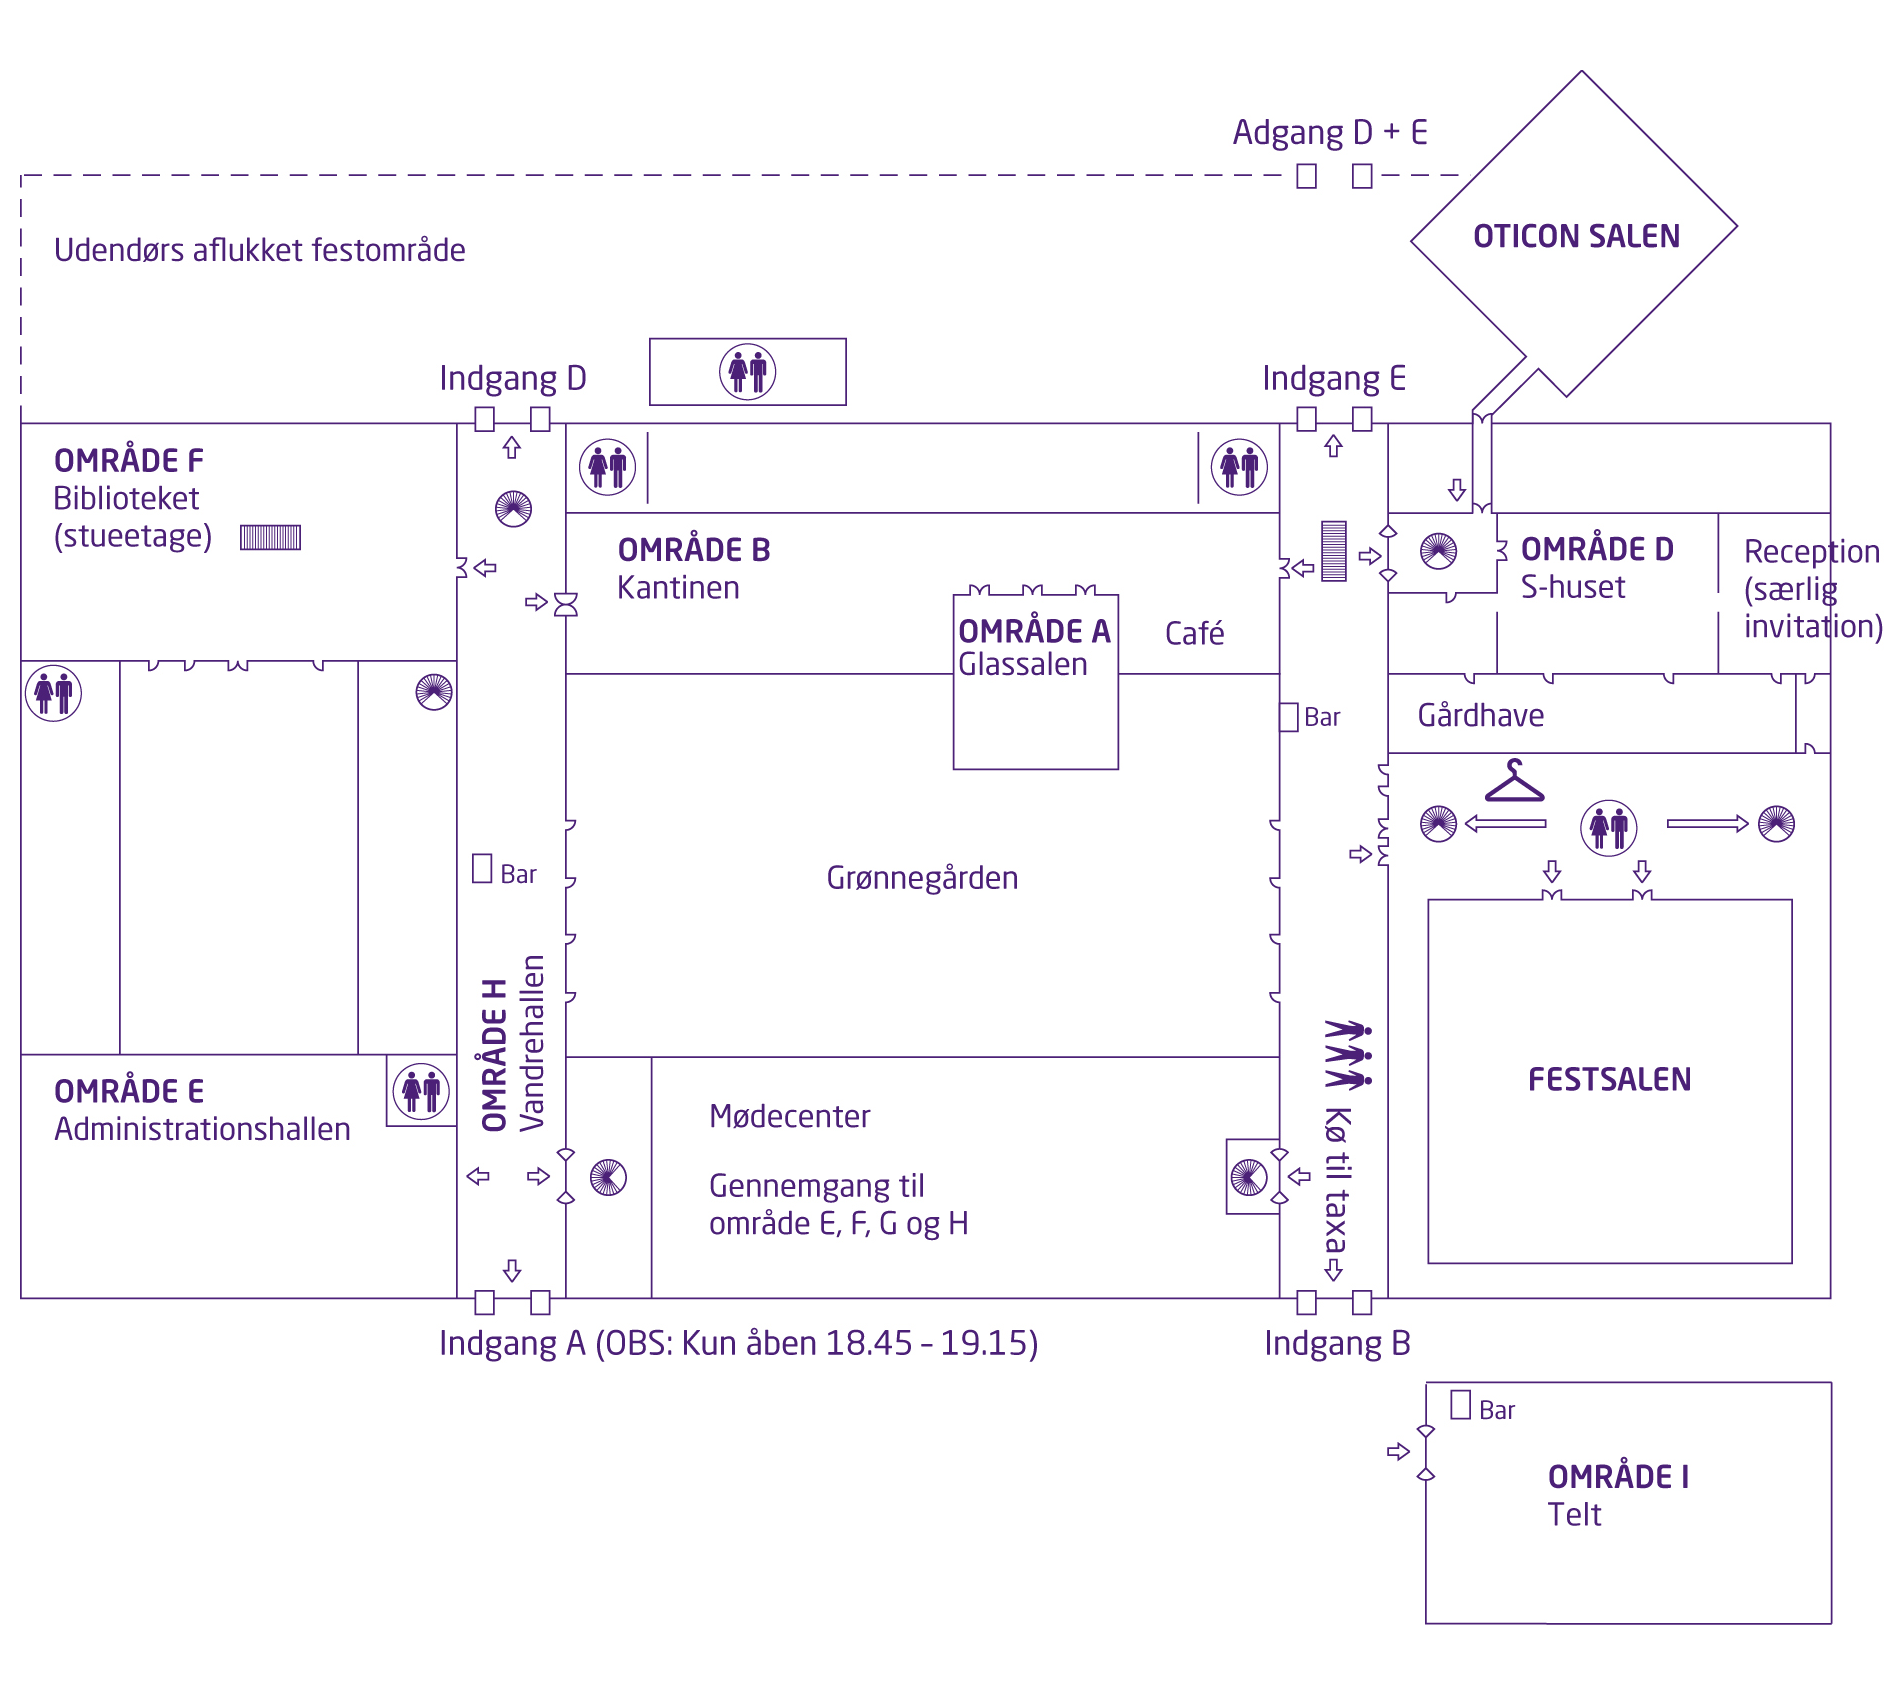 Adgang D + E
OTICON SALEN
Udendørs aflukket festområde
Indgang D
Indgang E
OMRÅDE F
Biblioteket
(stueetage)
OMRÅDE B
Kantinen
OMRÅDE A
Glassalen
Café
OMRÅDE D
S-huset
Reception
(særlig
invitation)
Bar
Gårdhave
Bar
Grønnegården
OMRÅDE H
Vandrehallen
FESTSALEN
OMRÅDE E
Administrationshallen
Mødecenter
Gennemgang til
område E, F, G og H
Kø til taxa
Indgang A (OBS: Kun åben 18.45 – 19.15)
Indgang B
Bar
OMRÅDE I
Telt